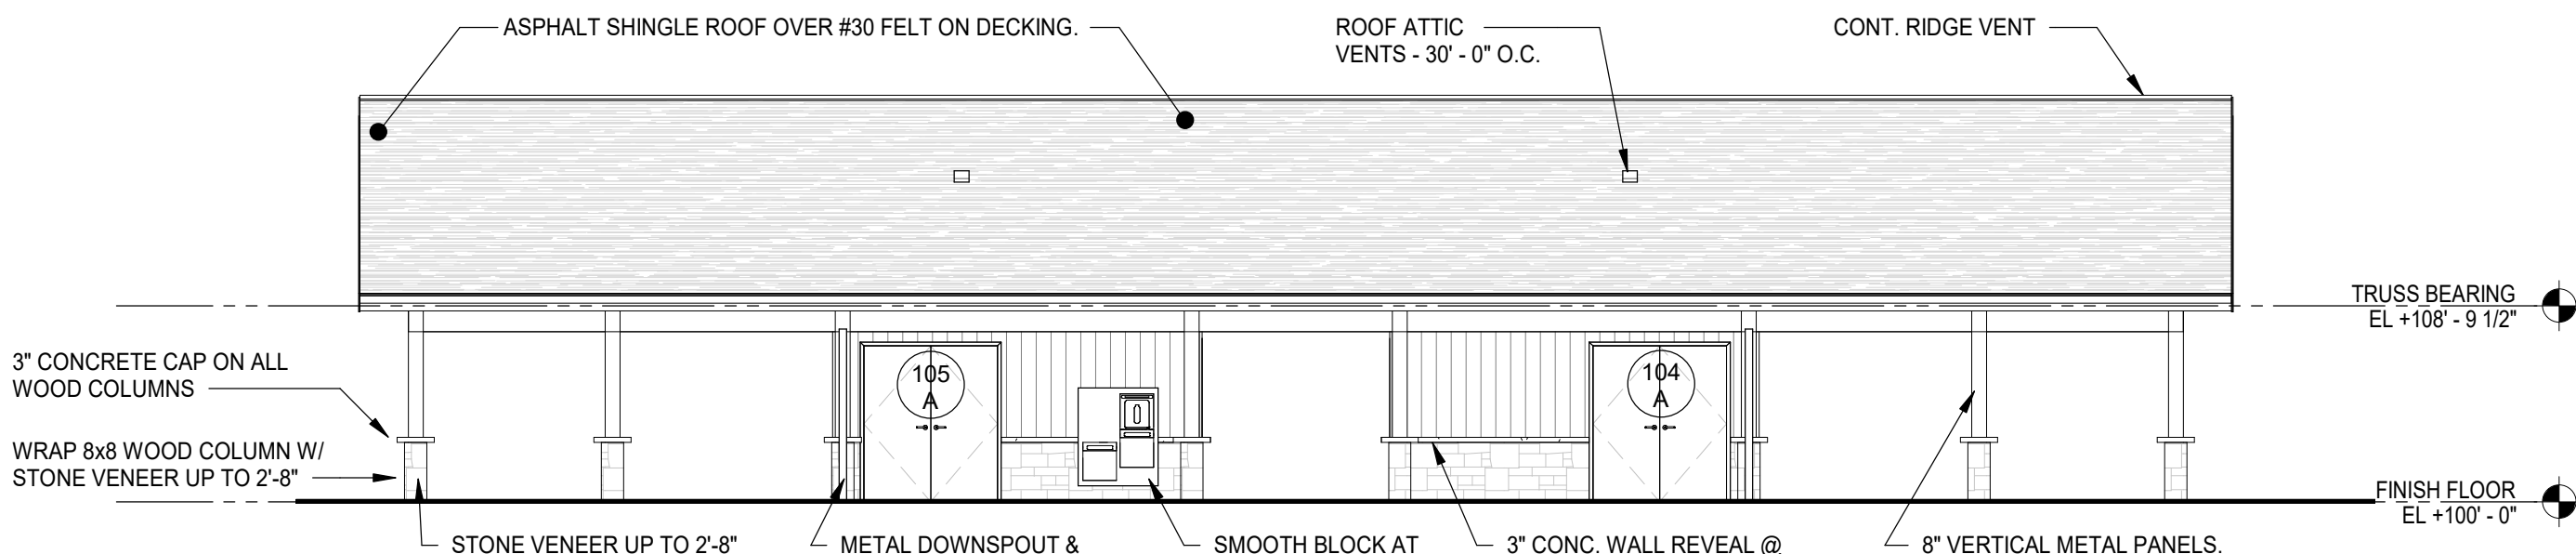 ASPHALT SHINGLE ROOF OVER #30 FELT ON DECKING.
ROOF ATTIC
VENTS - 30' - 0" O.C.
CONT. RIDGE VENT
TRUSS BEARING
EL +108' - 9 1/2"
3" CONCRETE CAP ON ALL
WOOD COLUMNS
105
A
104
A
WRAP 8x8 WOOD COLUMN W/
STONE VENEER UP TO 2'-8"
FINISH FLOOR
EL +100' - 0"
STONE VENEER UP TO 2'-8"
METAL DOWNSPOUT &
SMOOTH BLOCK AT
3" CONC. WALL REVEAL @
8" VERTICAL METAL PANELS.